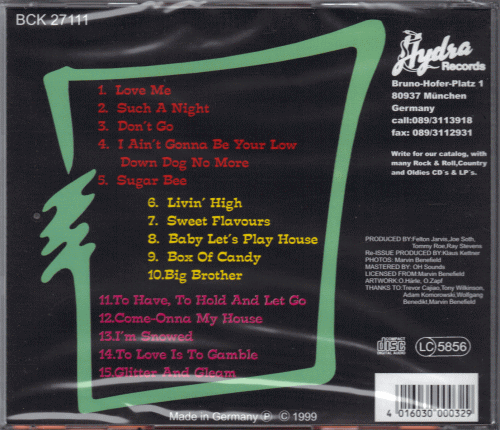 BCK 27111
Hydra
Records
Bruno-Hofer-Platz 1
80937 München
Germany
call:089/3113918
fax: 089/3112931
Write for our catalog, with
many Rock & Roll,Country
and Oldies CD´s & LP´s.
1. Love Me
2. Such A Night
3. Don't Go
4. I Ain't Gonna Be Your Low
Down Dog No More
5. Sugar Bee
6. Livin' High
7. Sweet Flavours
8. Baby Let's Play House
9. Box Of Candy
10.Big Brother
11.To Have, To Hold And Let Go
12.Come-Onna My House
13.I'm Snowed
14.To Love Is To Gamble
15.Glitter And Gleam
PRODUCED BY:Felton Jarvis,Joe Soth,
Tommy Roe,Ray Stevens
Re-ISSUE PRODUCED BY:Klaus Kettner
PHOTOS: Marvin Benefield
MASTERED BY: OH Sounds
LICENSED FROM:Marvin Benefield
ARTWORK:O.Härle, O.Zapf
THANKS TO:Trevor Cajao,Tony Wilkinson,
Adam Komorowski,Wolfgang
Benedikt,Marvin Benefield
COMPACT
disc
DIGITAL AUDIO
LC 5856
4 016030 000329
Made in Germany Ⓟ © 1999